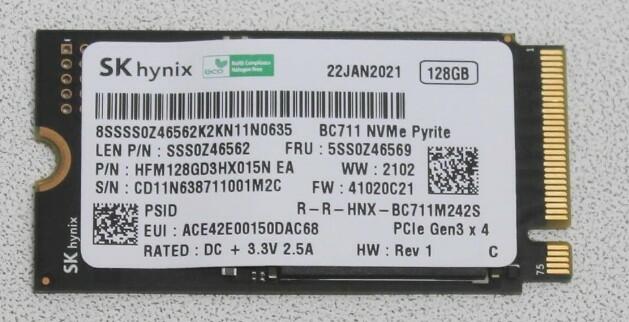 SK hynix
eco
RoHS Compliance
Halogen Free
22JAN2021
128GB
8SSSS0Z46562K2KN11N0635 BC711 NVMe Pyrite
LEN P/N : SSS0Z46562 FRU : 5SS0Z46569
P/N : HFM128GD3HX015N EA WW : 2102
S/N : CD11N638711001M2C FW : 41020C21
PSID R-R-HNX-BC711M242S
EUI : ACE42E00150DAC68 PCIe Gen3 x 4
RATED : DC + 3.3V 2.5A HW : Rev 1 C
SK hynix
1
75